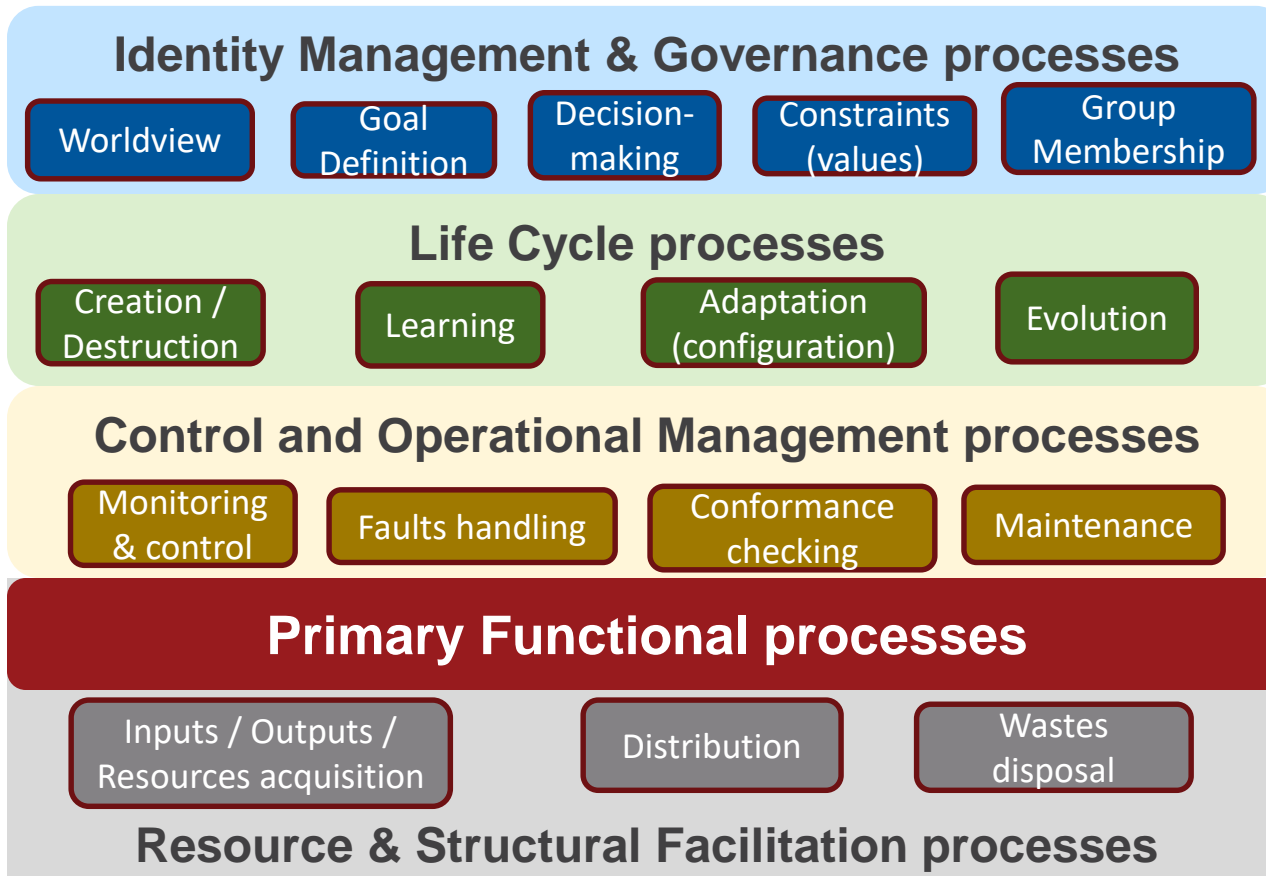 Identity Management & Governance processes
Worldview
Goal
Definition
Decision-
making
Constraints
(values)
Group
Membership
Life Cycle processes
Creation /
Destruction
Learning
Adaptation
(configuration)
Evolution
Control and Operational Management processes
Monitoring
& control
Faults handling
Conformance
checking
Maintenance
Primary Functional processes
Inputs / Outputs /
Resources acquisition
Distribution
Wastes
disposal
Resource & Structural Facilitation processes